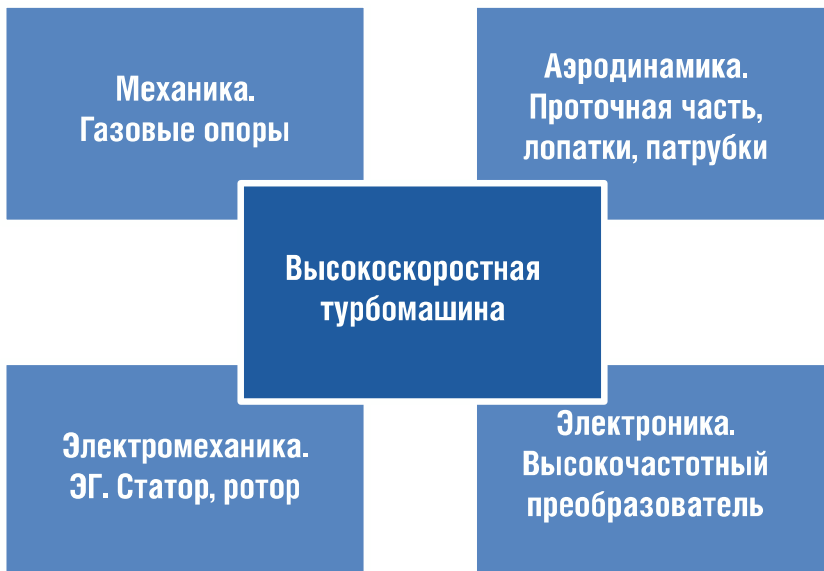 Механика.
Газовые опоры
Аэродинамика.
Проточная часть,
лопатки, патрубки
Высокоскоростная
турбомашина
Электромеханика.
ЭГ. Статор, ротор
Электроника.
Высокочастотный
преобразователь